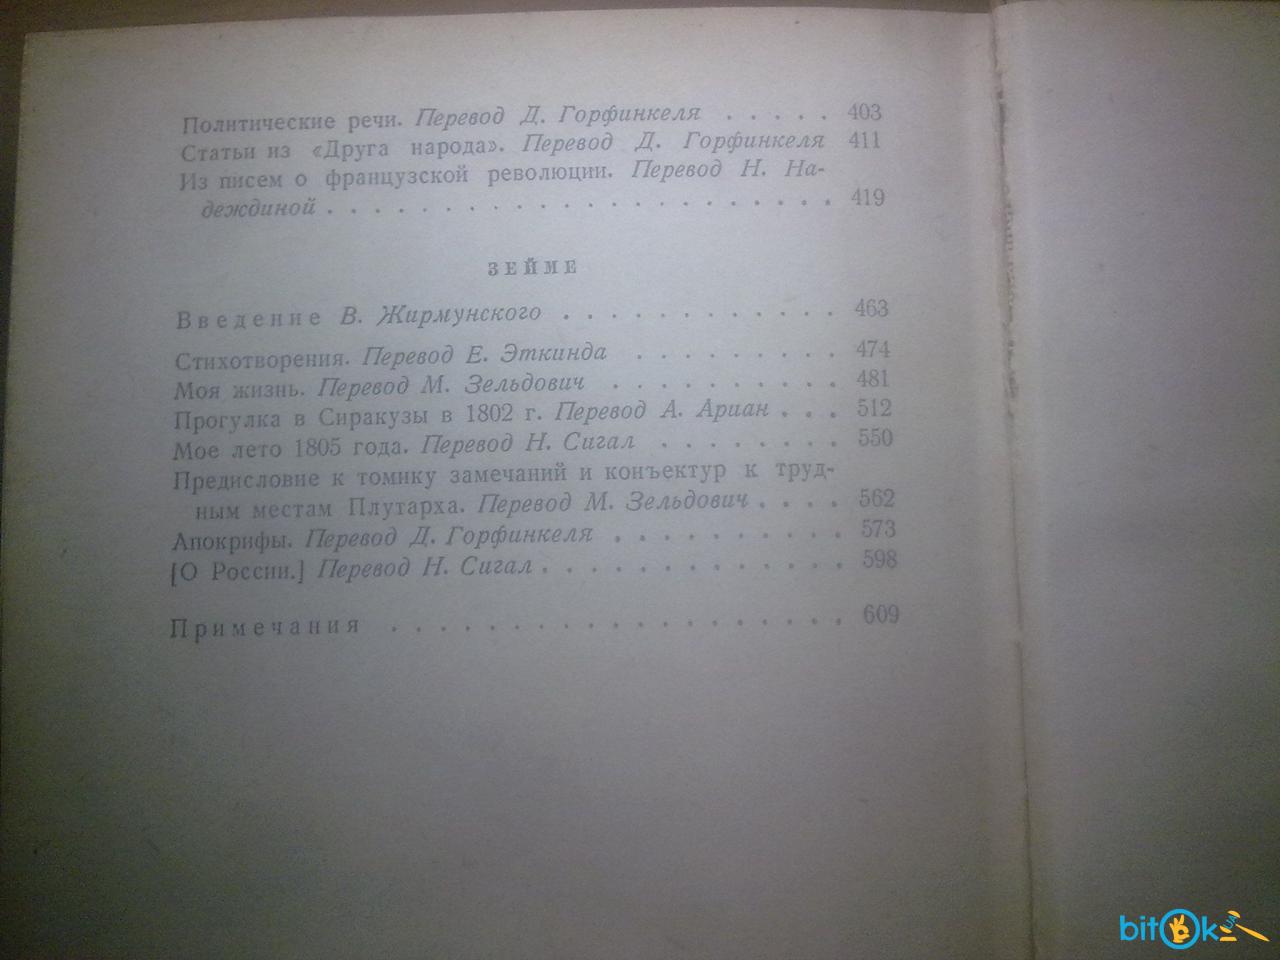 Политические речи. Перевод Д. Горфинкеля . . . . . 403
Статьи из «Друга народа». Перевод Д. Горфинкеля 411
Из писем о французской революции. Перевод Н. На-
деждиной . . . . . . . . . . . . . . . . . . . . . . 419
ЗЕЙМЕ
Введение В. Жирмунского . . . . . . . . . . . . 463
Стихотворения. Перевод Е. Эткинда . . . . . . . . 474
Моя жизнь. Перевод М. Зельдович . . . . . . . . . 481
Прогулка в Сиракузы в 1802 г. Перевод А. Ариан . . . 512
Мое лето 1805 года. Перевод Н. Сигал . . . . . . . . 550
Предисловие к томику замечаний и конъектур к труд-
ным местам Плутарха. Перевод М. Зельдович . . . . 562
Апокрифы. Перевод Д. Горфинкеля . . . . . . . . . . 573
[О России.] Перевод Н. Сигал . . . . . . . . . . . . . 598
Примечания . . . . . . . . . . . . . . . . . . . 609
bitOk UA